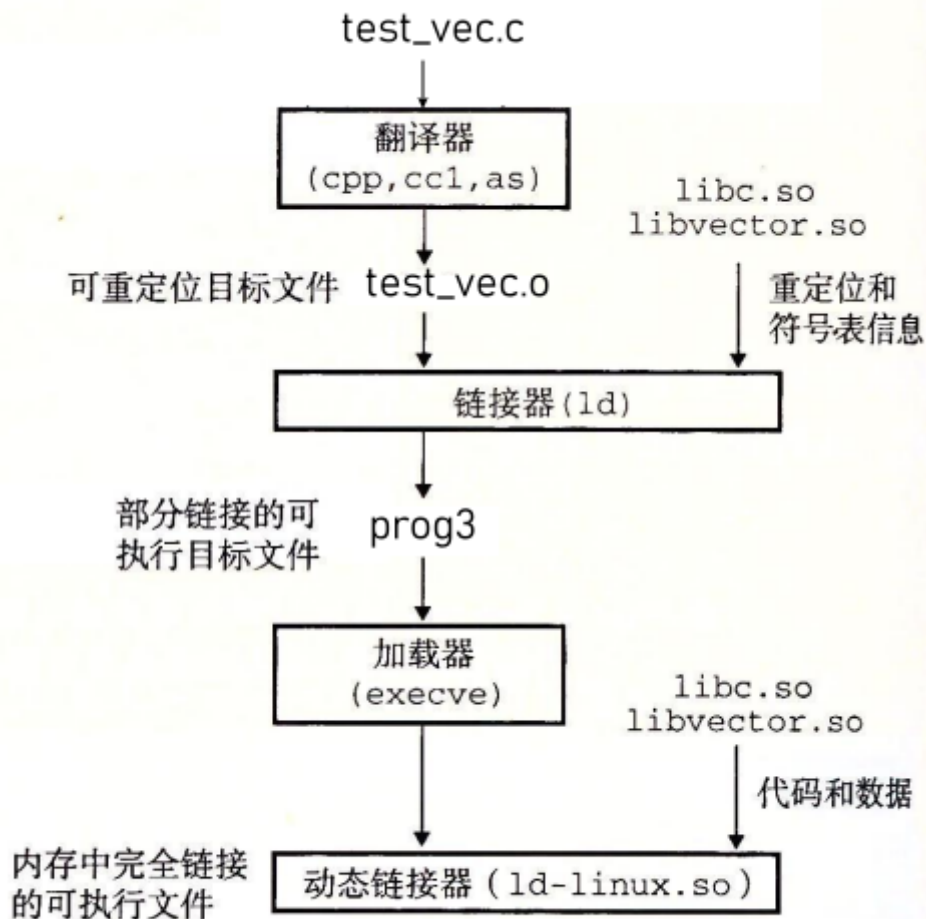 test_vec.c
翻译器
(cpp,cc1,as)
libc.so
libvector.so
可重定位目标文件
test_vec.o
重定位和
符号表信息
链接器(ld)
部分链接的可
执行目标文件
prog3
加载器
(execve)
libc.so
libvector.so
代码和数据
内存中完全链接
的可执行文件
动态链接器（ld-linux.so）